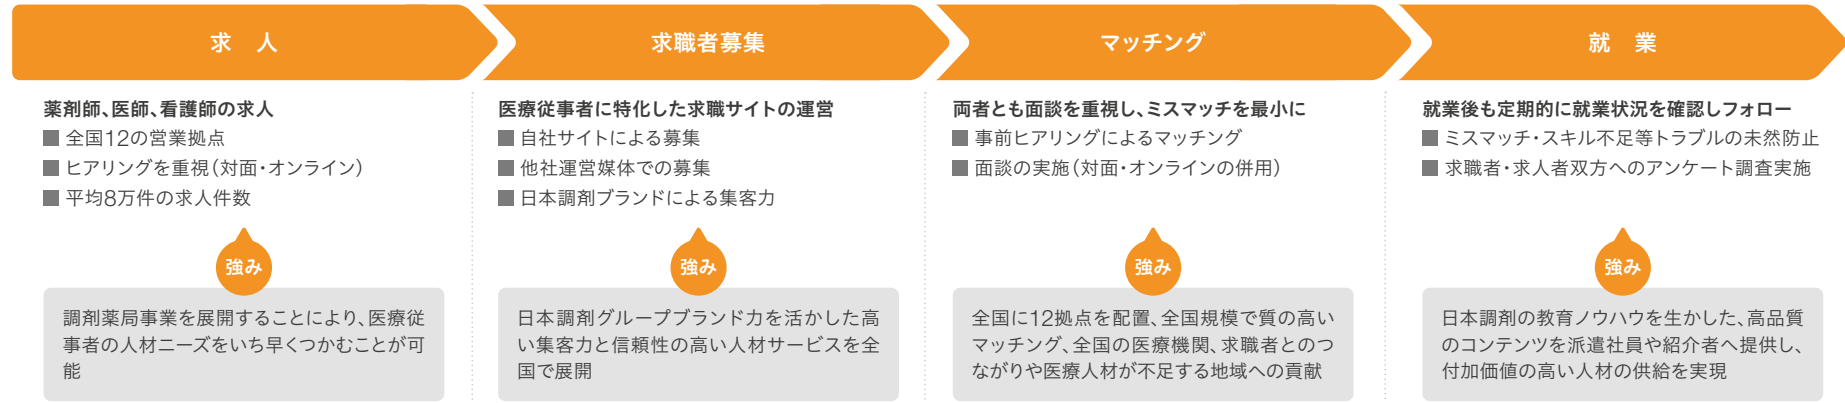 求　人
薬剤師、医師、看護師の求人
■ 全国12の営業拠点
■ ヒアリングを重視（対面・オンライン）
■ 平均8万件の求人件数
強み
調剤薬局事業を展開することにより、医療従
事者の人材ニーズをいち早くつかむことが可
能
求職者募集
医療従事者に特化した求職サイトの運営
■ 自社サイトによる募集
■ 他社運営媒体での募集
■ 日本調剤ブランドによる集客力
強み
日本調剤グループブランド力を活かした高
い集客力と信頼性の高い人材サービスを全
国で展開
マッチング
両者とも面談を重視し、ミスマッチを最小に
■ 事前ヒアリングによるマッチング
■ 面談の実施（対面・オンラインの併用）
強み
全国に12拠点を配置、全国規模で質の高い
マッチング、全国の医療機関、求職者とのつ
ながりや医療人材が不足する地域への貢献
就　業
就業後も定期的に就業状況を確認しフォロー
■ ミスマッチ・スキル不足等トラブルの未然防止
■ 求職者・求人者双方へのアンケート調査実施
強み
日本調剤の教育ノウハウを生かした、高品質
のコンテンツを派遣社員や紹介者へ提供し、
付加価値の高い人材の供給を実現